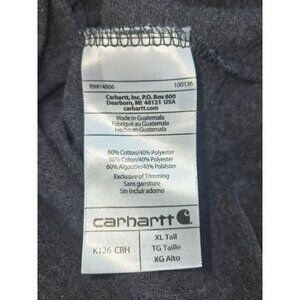 RN#14806 100136
Carhartt, Inc. P.O. Box 600
Dearborn, MI 48121 USA
carhartt.com
Made in Guatemala
Fabriqué au Guatemala
Hecho en Guatemala
60% Cotton/40% Polyester
60% Coton/40% Polyester
60% Algodón/40% Poliéster
Exclusive of Trimming
Sans garniture
Sin incluir adornos
carhartt
K126 CRH
XL Tall
TG Taille
XG Alto